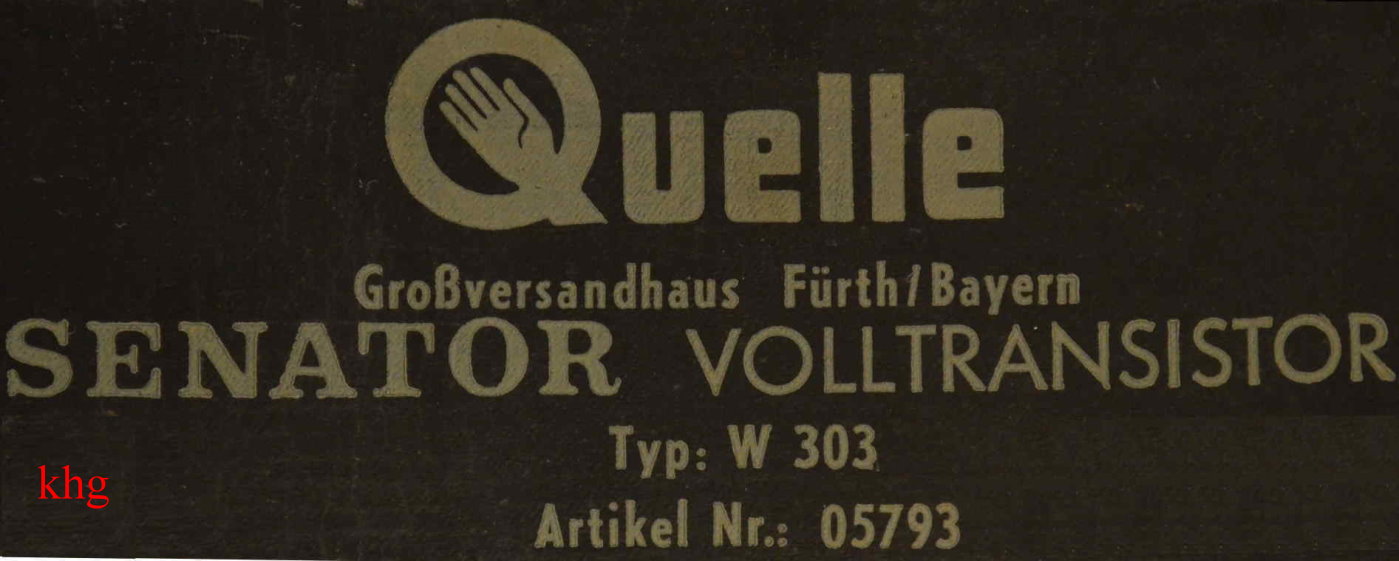 Quelle
Großversandhaus Fürth/Bayern
SENATOR VOLLTRANSISTOR
Typ: W 303
khg
Artikel Nr.: 05793